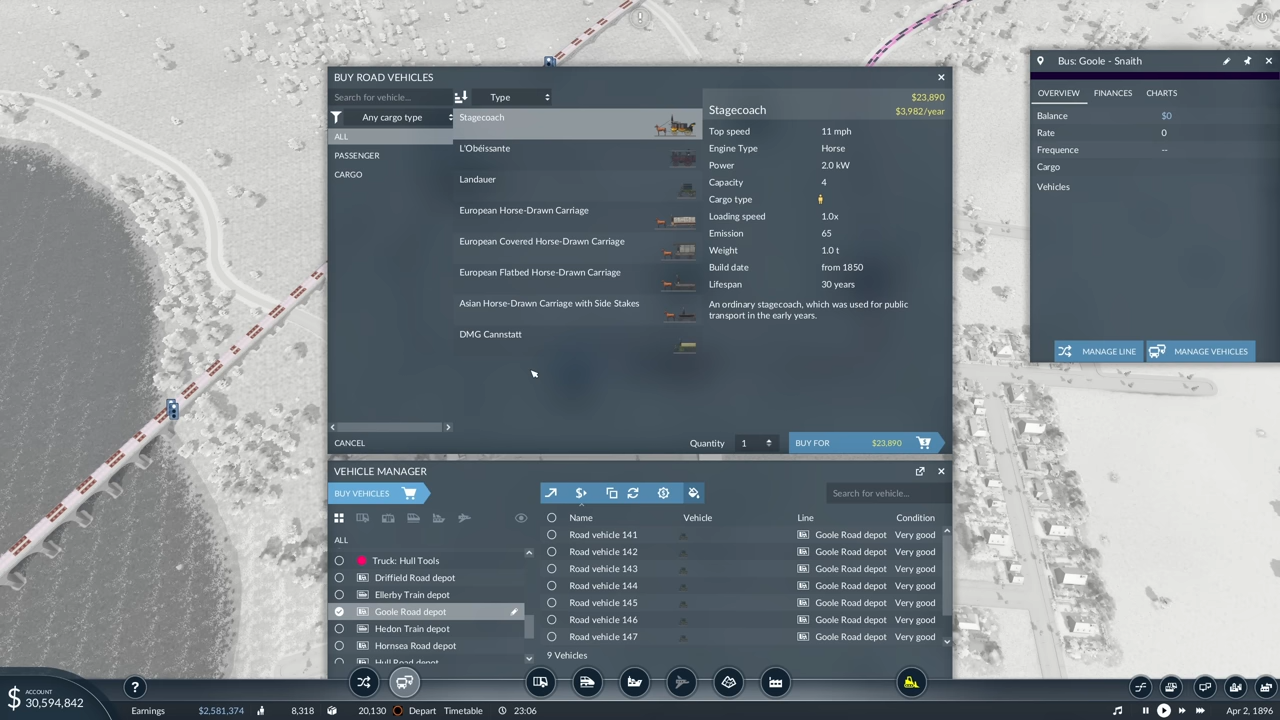 BUY ROAD VEHICLES
Search for vehicle...
Type
Any cargo type
ALL
PASSENGER
CARGO
Stagecoach
L'Obéissante
Landauer
European Horse-Drawn Carriage
European Covered Horse-Drawn Carriage
European Flatbed Horse-Drawn Carriage
Asian Horse-Drawn Carriage with Side Stakes
DMG Cannstatt
$23,890
Stagecoach
$3,982/year
Top speed 11 mph
Engine Type Horse
Power 2.0 kW
Capacity 4
Cargo type
Loading speed 1.0x
Emission 65
Weight 1.0 t
Build date from 1850
Lifespan 30 years
An ordinary stagecoach, which was used for public
transport in the early years.
CANCEL
Quantity 1
BUY FOR $23,890
Bus: Goole - Snaith
OVERVIEW FINANCES CHARTS
Balance $0
Rate 0
Frequence --
Cargo
Vehicles
MANAGE LINE MANAGE VEHICLES
VEHICLE MANAGER
BUY VEHICLES
Search for vehicle...
ALL
Truck: Hull Tools
Driffield Road depot
Ellerby Train depot
Goole Road depot
Hedon Train depot
Hornsea Road depot
Hull Road depot
Name Vehicle Line Condition
Road vehicle 141 Goole Road depot Very good
Road vehicle 142 Goole Road depot Very good
Road vehicle 143 Goole Road depot Very good
Road vehicle 144 Goole Road depot Very good
Road vehicle 145 Goole Road depot Very good
Road vehicle 146 Goole Road depot Very good
Road vehicle 147 Goole Road depot Very good
9 Vehicles
$ ACCOUNT
30,594,842
?
Earnings $2,581,374 8,318 20,130 Depart Timetable 23:06
Apr 2, 1896